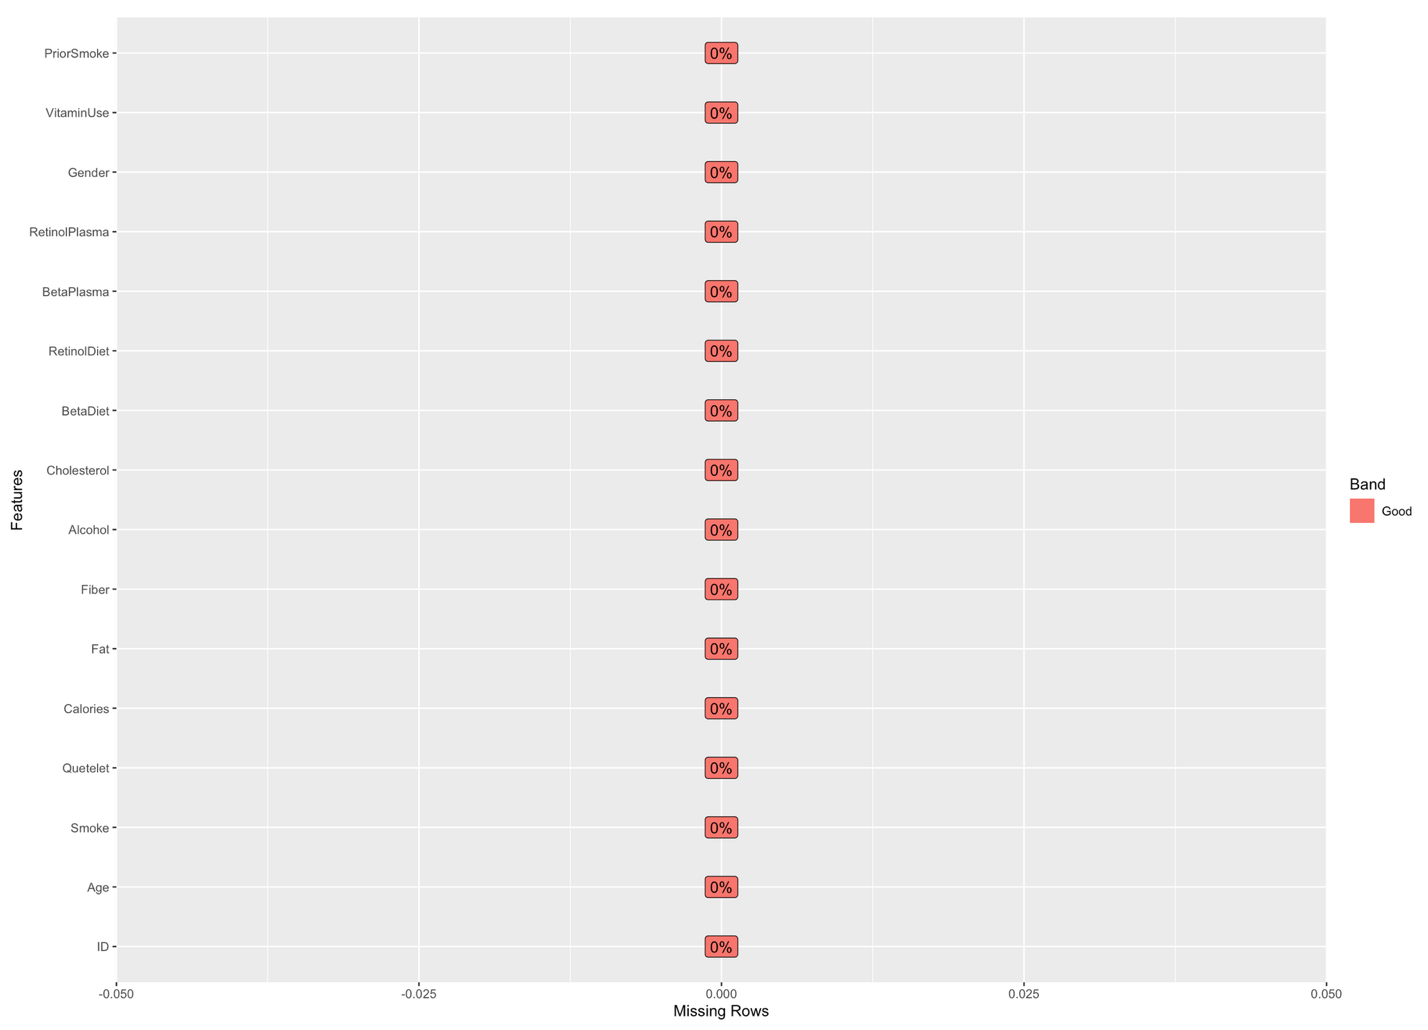 PriorSmoke 0%
VitaminUse 0%
Gender 0%
RetinolPlasma 0%
BetaPlasma 0%
RetinolDiet 0%
BetaDiet 0%
Cholesterol 0%
Alcohol 0%
Fiber 0%
Fat 0%
Calories 0%
Quetelet 0%
Smoke 0%
Age 0%
ID 0%
Features
-0.050 -0.025 0.000 0.025 0.050
Missing Rows
Band
Good